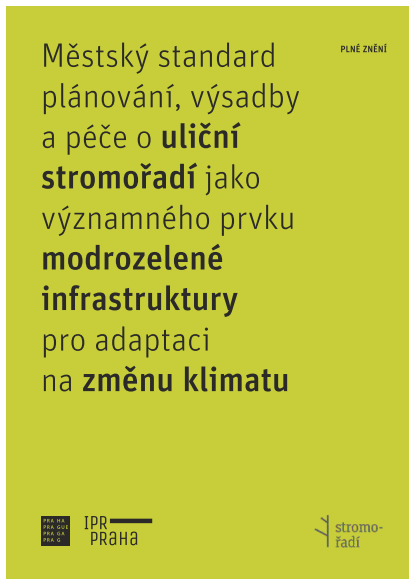 Městský standard
PLNÉ ZNĚNÍ
plánování, výsadby
a péče o uliční
stromořadí jako
významného prvku
modrozelené
infrastruktury
pro adaptaci
na změnu klimatu
PRA HA
PRA GUE
PRA GA
PRA G
IPR
PRAHA
stromo-
řadí